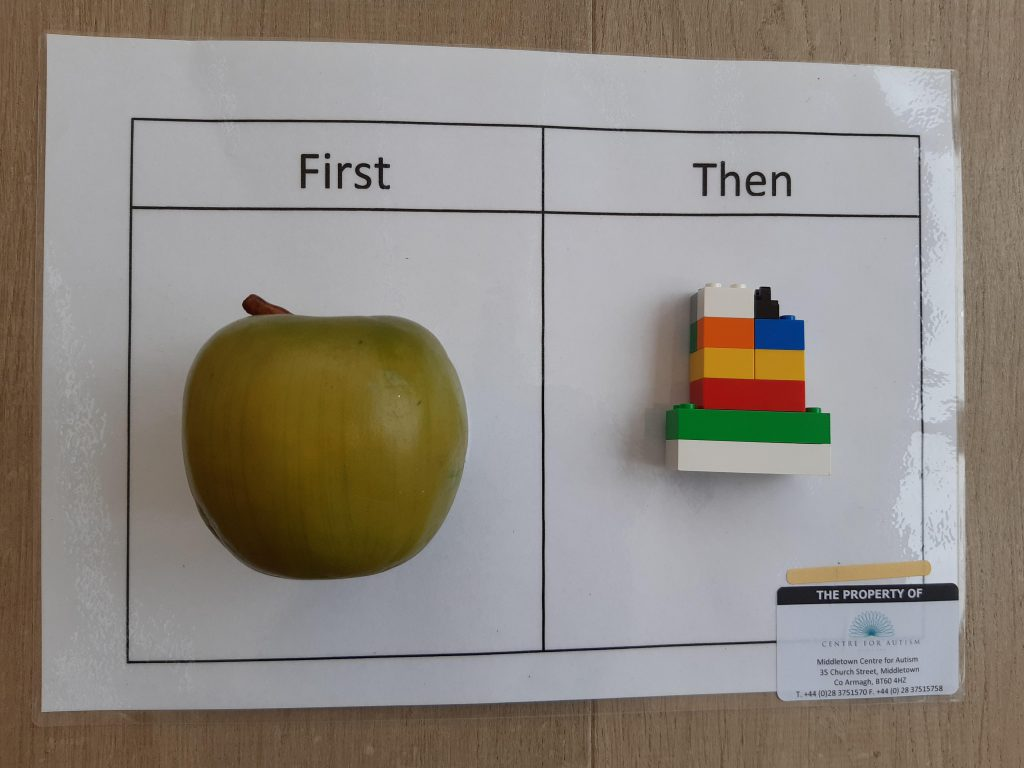 First
Then
THE PROPERTY OF
CENTRE FOR AUTISM
Middletown Centre for Autism
35 Church Street, Middletown
Co Armagh, BT60 4HZ
T. +44 (0)28 3751570 F. +44 (0) 28 37515758